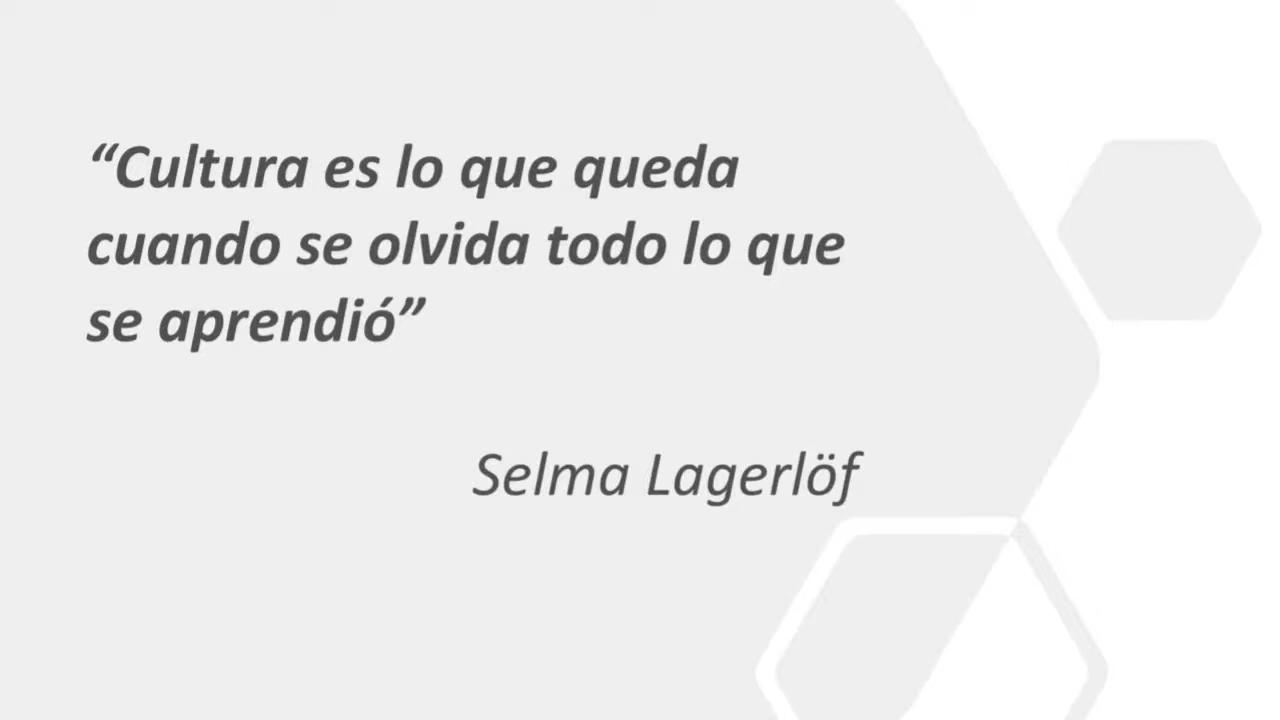 “Cultura es lo que queda
cuando se olvida todo lo que
se aprendió”
Selma Lagerlöf